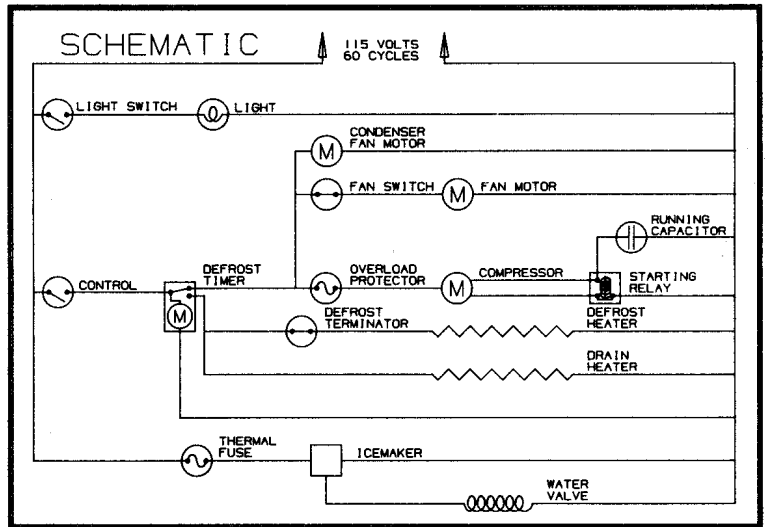 SCHEMATIC
115 VOLTS
60 CYCLES
LIGHT SWITCH
LIGHT
CONDENSER
FAN MOTOR
M
FAN SWITCH
M
FAN MOTOR
RUNNING
CAPACITOR
CONTROL
DEFROST
TIMER
M
OVERLOAD
PROTECTOR
M
COMPRESSOR
STARTING
RELAY
DEFROST
TERMINATOR
DEFROST
HEATER
DRAIN
HEATER
THERMAL
FUSE
ICEMAKER
WATER
VALVE